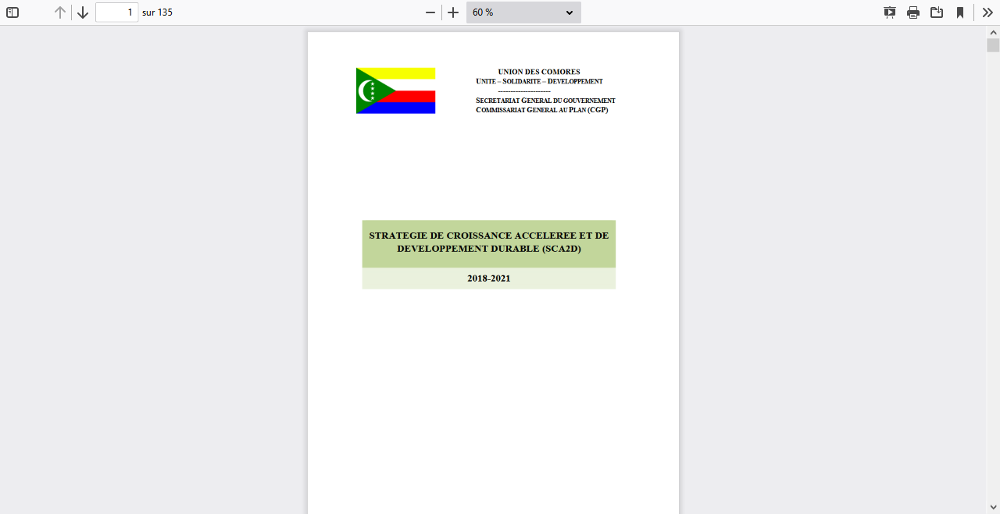 1 sur 135
60 %
UNION DES COMORES
UNITE – SOLIDARITE – DEVELOPPEMENT
---------------------
SECRETARIAT GENERAL DU GOUVERNEMENT
COMMISSARIAT GENERAL AU PLAN (CGP)
STRATEGIE DE CROISSANCE ACCELEREE ET DE
DEVELOPPEMENT DURABLE (SCA2D)
2018-2021